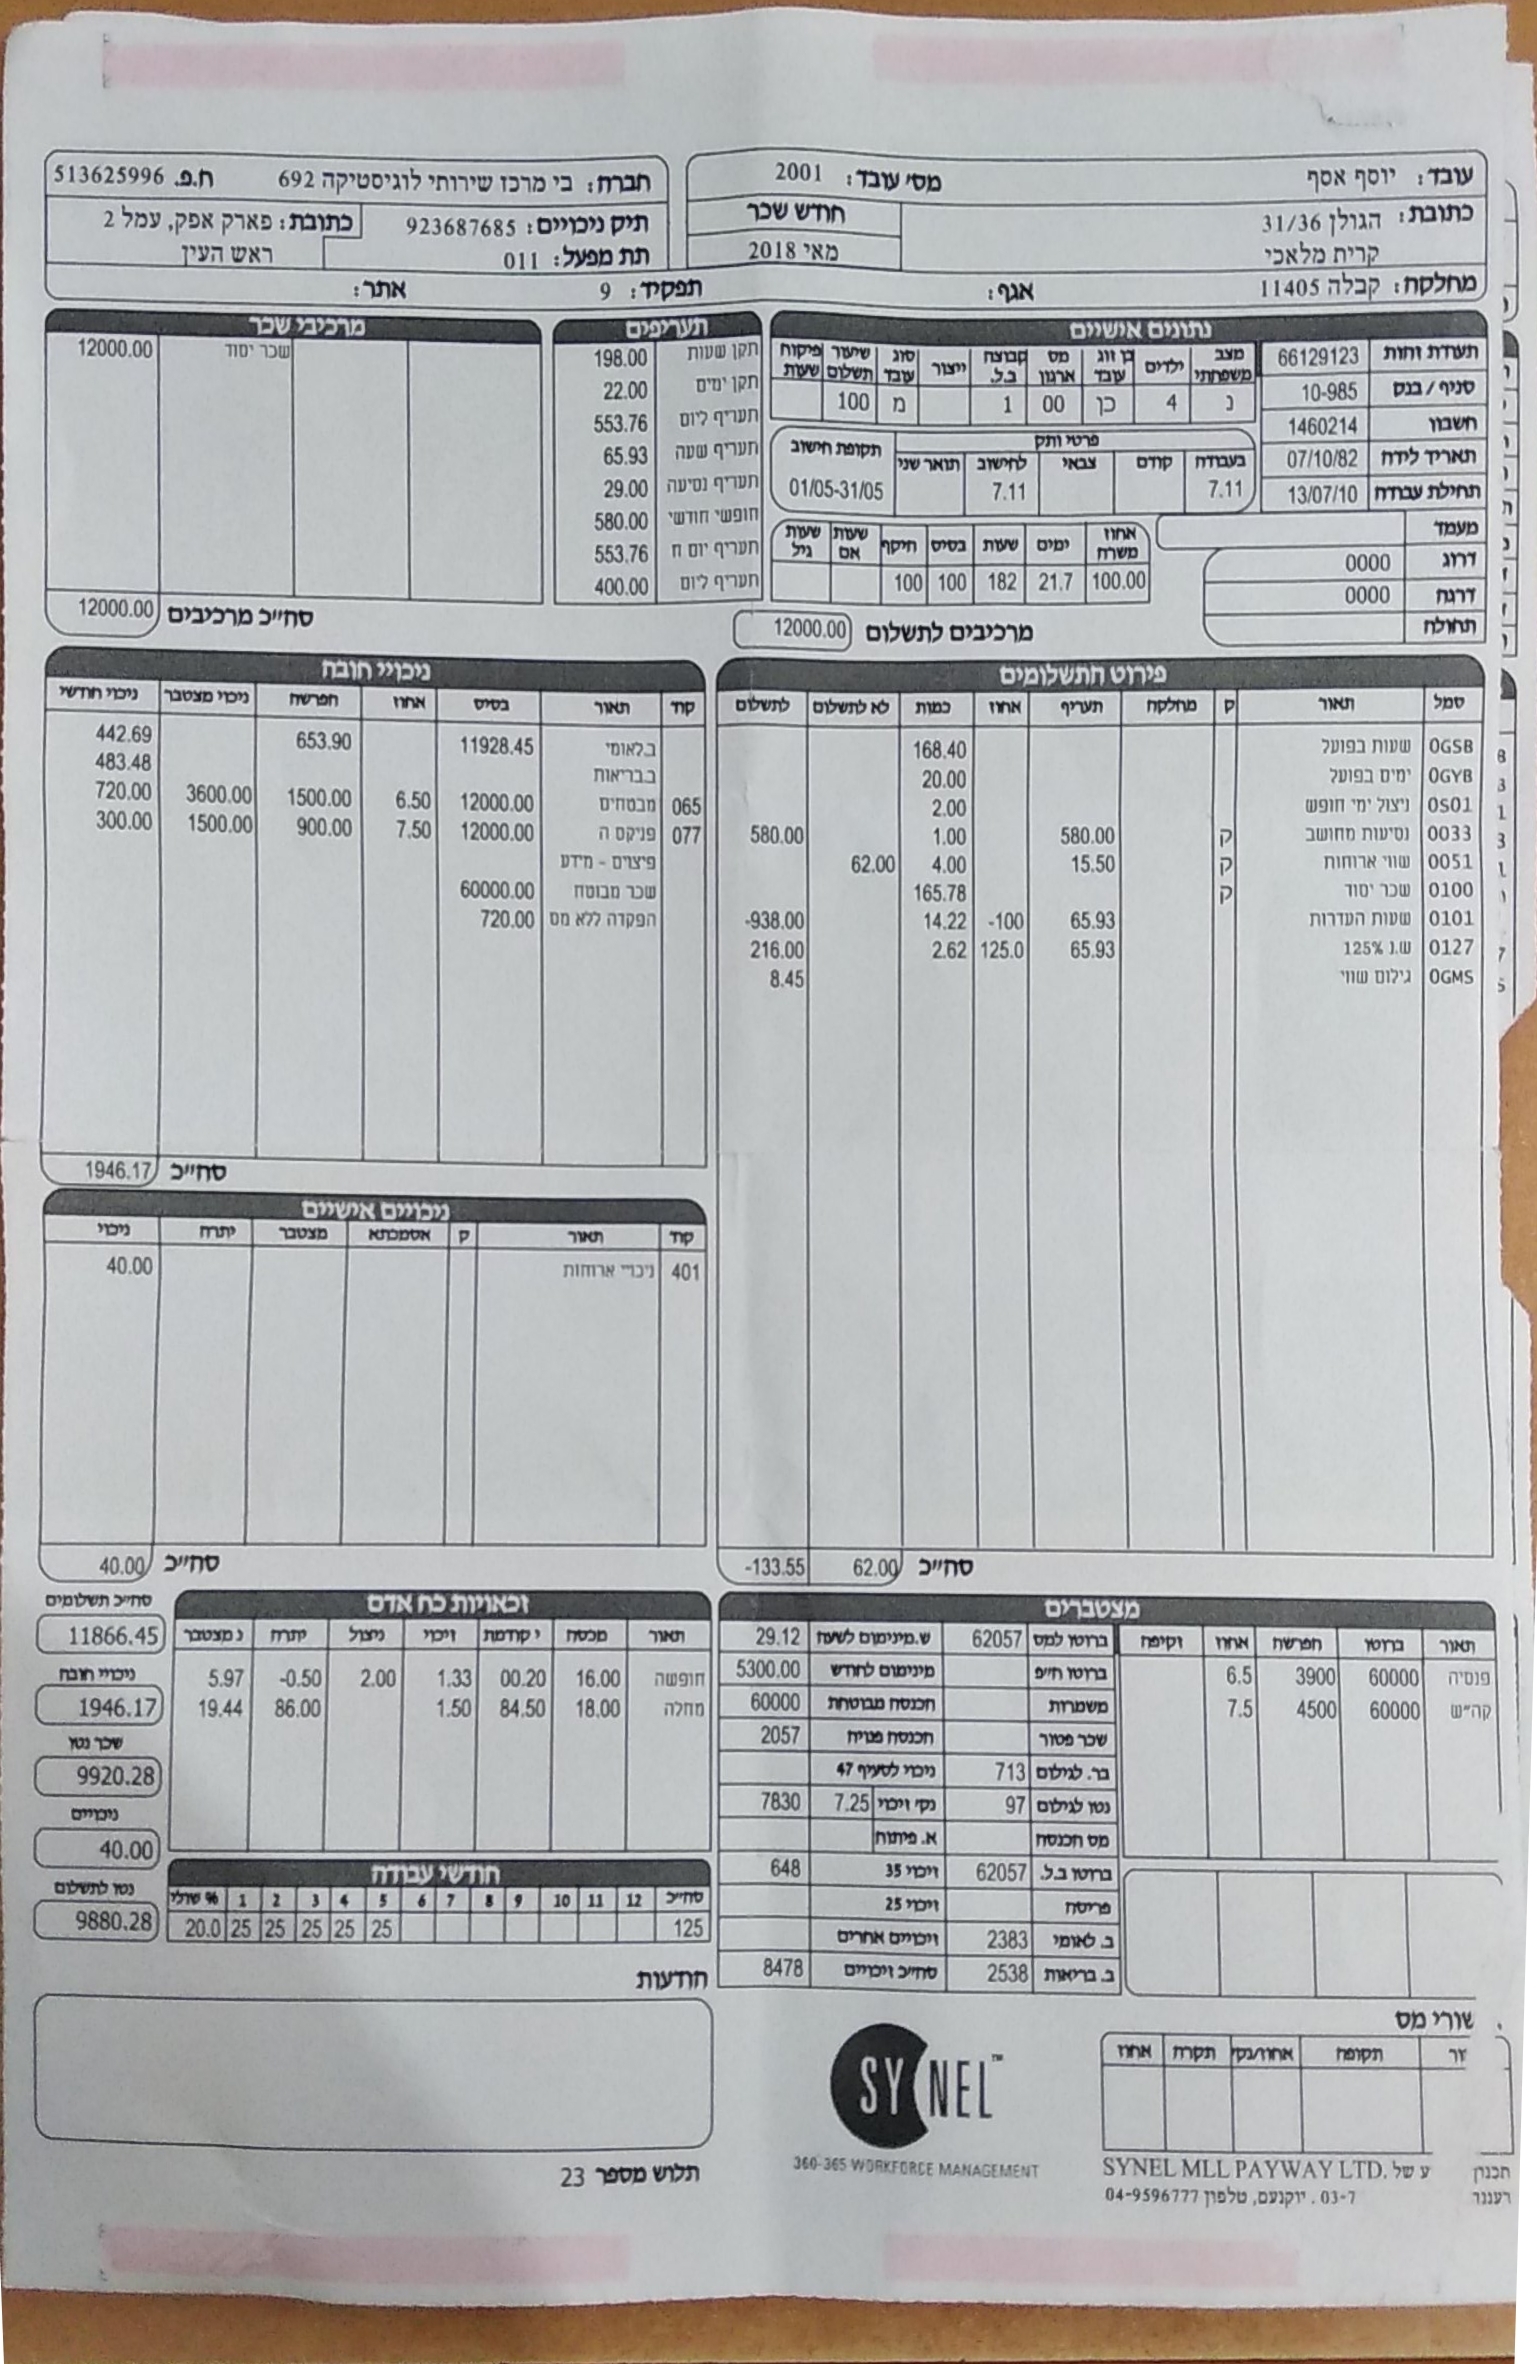 עובד: יוסף אסף מס' עובד: 2001
כתובת: הגולן 31/36
קרית מלאכי
חודש שכר
מאי 2018
חברה: בי מרכז שירותי לוגיסטיקה 692 ח.פ. 513625996
תיק ניכויים: 923687685 כתובת: פארק אפק, עמל 2
תת מפעל: 011 ראש העין
מחלקה: קבלה 11405 אגף: תפקיד: 9 אתר:
תעודת זהות 66129123
סניף / בנק 10-985
חשבון 1460214
תאריך לידה 07/10/82
תחילת עבודה 13/07/10
מעמד
דרוג 0000
דרגה 0000
תחולה
נתונים אישיים
מצב משפחתי ילדים בן זוג עובד מס ארגון קבוצת ב.ל. ייצור סוג עובד שיעור תשלום פיקוח שעות
נ 4 כן 00 1 מ 100
פרטי ותק תקופת חישוב
בעבודה קודם צבאי לחישוב תואר שני
7.11 7.11 01/05-31/05
אחוז משרה ימים שעות בסיס היקף שעות אם שעות גיל
100.00 21.7 182 100 100
מרכיבים לתשלום 12000.00
תעריפים
תקן שעות 198.00
תקן ימים 22.00
תעריף ליום 553.76
תעריף שעה 65.93
תעריף נסיעה 29.00
חופשי חודשי 580.00
תעריף יום ח 553.76
תעריף ליום 400.00
מרכיבי שכר
שכר יסוד 12000.00
סה״כ מרכיבים 12000.00
פירוט התשלומים
סמל תאור ק מחלקה תעריף אחוז כמות לא לתשלום לתשלום
0GSB שעות בפועל 168.40
0GYB ימים בפועל 20.00
0S01 ניצול ימי חופש 2.00
0033 נסיעות מחושב ק 580.00 1.00 580.00
0051 שווי ארוחות ק 15.50 4.00 62.00
0100 שכר יסוד ק 165.78
0101 שעות העדרות 65.93 -100 14.22 -938.00
0127 ש.נ 125% 65.93 125.0 2.62 216.00
0GMS גילום שווי 8.45
סה״כ 62.00 -133.55
ניכויי חובה
קוד תאור בסיס אחוז הפרשה ניכוי מצטבר ניכוי חודשי
ב.לאומי 11928.45 653.90 442.69
ב.בריאות 483.48
065 מבטחים 12000.00 6.50 1500.00 3600.00 720.00
077 פניקס ה 12000.00 7.50 900.00 1500.00 300.00
פיצוים - מידע
שכר מבוטח 60000.00
הפקדה ללא מס 720.00
סה״כ 1946.17
ניכויים אישיים
קוד תאור ק אסמכתא מצטבר יתרה ניכוי
401 ניכויי ארוחות 40.00
סה״כ 40.00
מצטברים
תאור ברוטו הפרשה אחוז זקיפה
פנסיה 60000 3900 6.5
קה״ש 60000 4500 7.5
ברוטו למס 62057 ש.מינימום לשעה 29.12
ברוטו חי״פ מינימום לחודש 5300.00
משמרות הכנסה מבוטחת 60000
שכר פטור הכנסה פנויה 2057
בר. לגילום 713 ניכוי לסעיף 47
נטו לגילום 97 נק׳ זיכוי 7.25 7830
מס הכנסה א. פיתוח
ברוטו ב.ל. 62057 זיכוי 35 648
פריסה זיכוי 25
ב. לאומי 2383 זיכויים אחרים
ב. בריאות 2538 סה״כ זיכויים 8478
זכאויות כח אדם
תאור מכסה י קודמת זיכוי ניצול יתרה נ מצטבר
חופשה 16.00 00.20 1.33 2.00 -0.50 5.97
מחלה 18.00 84.50 1.50 86.00 19.44
חודשי עבודה
סה״כ 12 11 10 9 8 7 6 5 4 3 2 1 % שולי
125 25 25 25 25 25 20.0
סה״כ תשלומים
11866.45
ניכויי חובה
1946.17
שכר נטו
9920.28
ניכויים
40.00
נטו לתשלום
9880.28
הודעות
תלוש מספר 23
SYNEL™
360-365 WORKFORCE MANAGEMENT
שורי מס
תקופה אחוז/נקי תקרה אחוז
ע של SYNEL MLL PAYWAY LTD.
03-7 . יוקנעם, טלפון 04-9596777